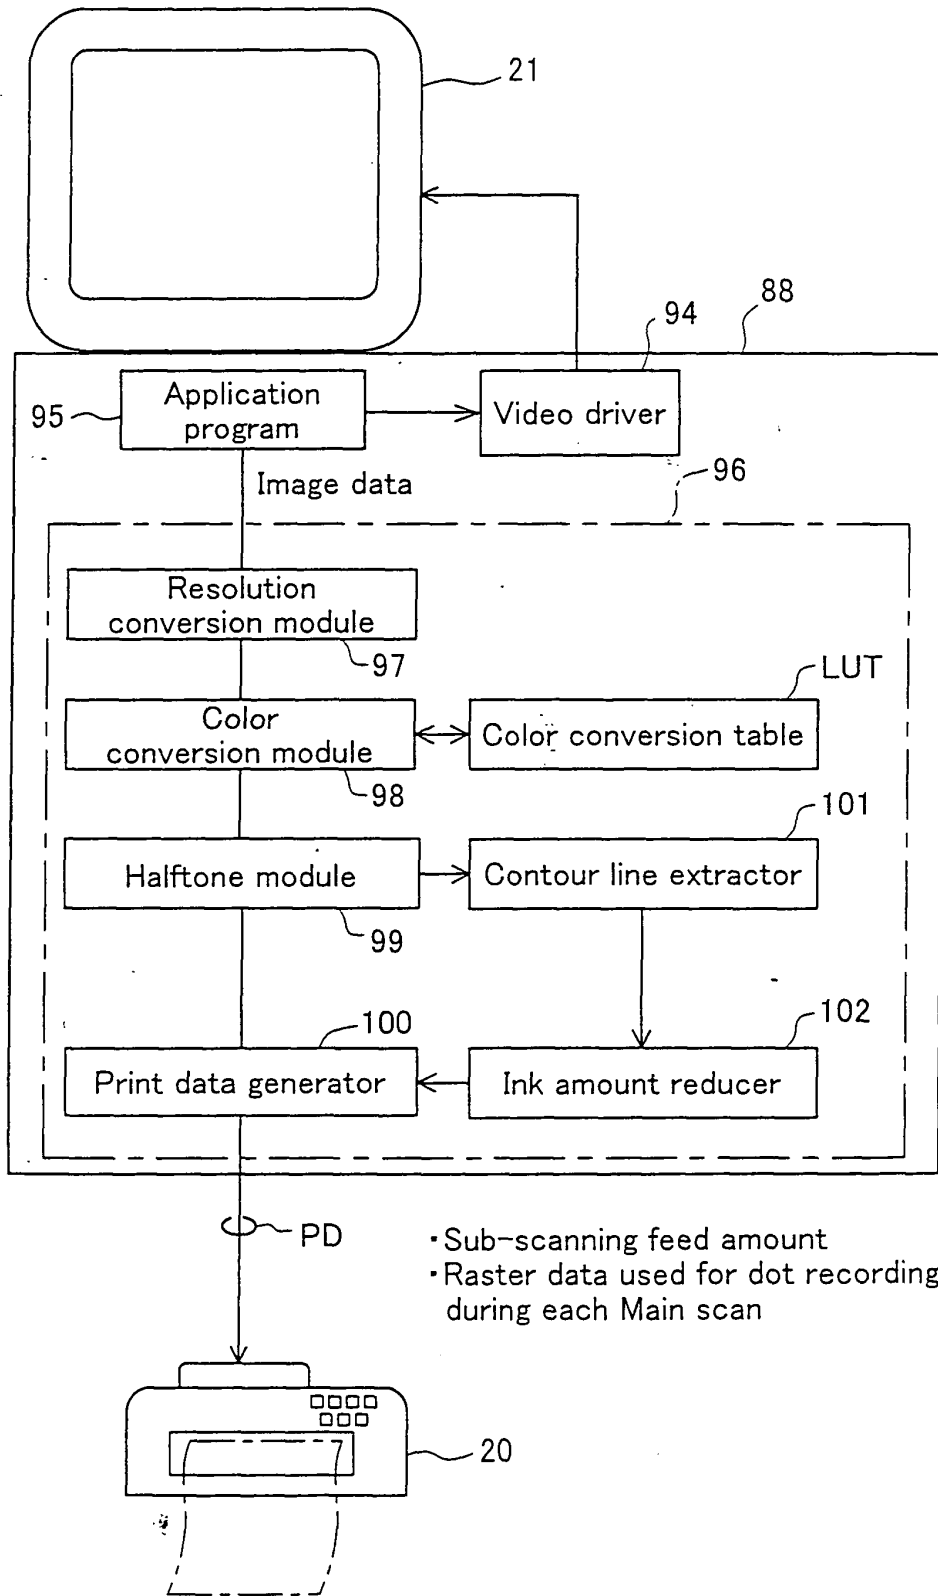 21
88
94
95
Application
program
Video driver
96
Image data
Resolution
conversion module
97
LUT
Color
conversion module
Color conversion table
98
101
Halftone module
Contour line extractor
99
100
102
Print data generator
Ink amount reducer
PD
・Sub-scanning feed amount
・Raster data used for dot recording
during each Main scan
20